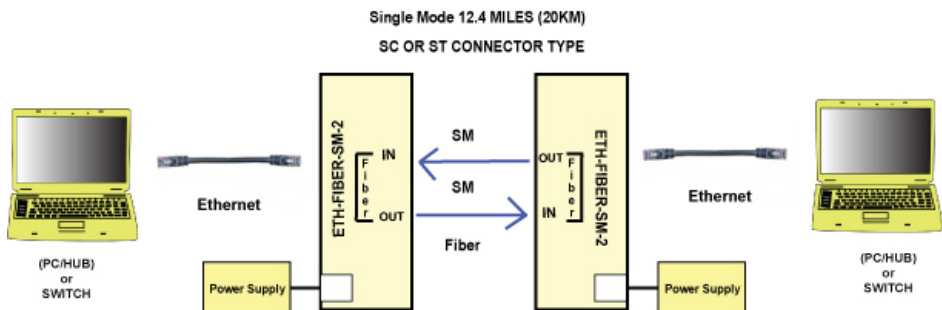 Single Mode 12.4 MILES (20KM)
SC OR ST CONNECTOR TYPE
ETH-FIBER-SM-2
Fiber
IN
OUT
SM
SM
Fiber
OUT
IN
Fiber
ETH-FIBER-SM-2
Ethernet
Ethernet
(PC/HUB)
or
SWITCH
Power Supply
Power Supply
(PC/HUB)
or
SWITCH